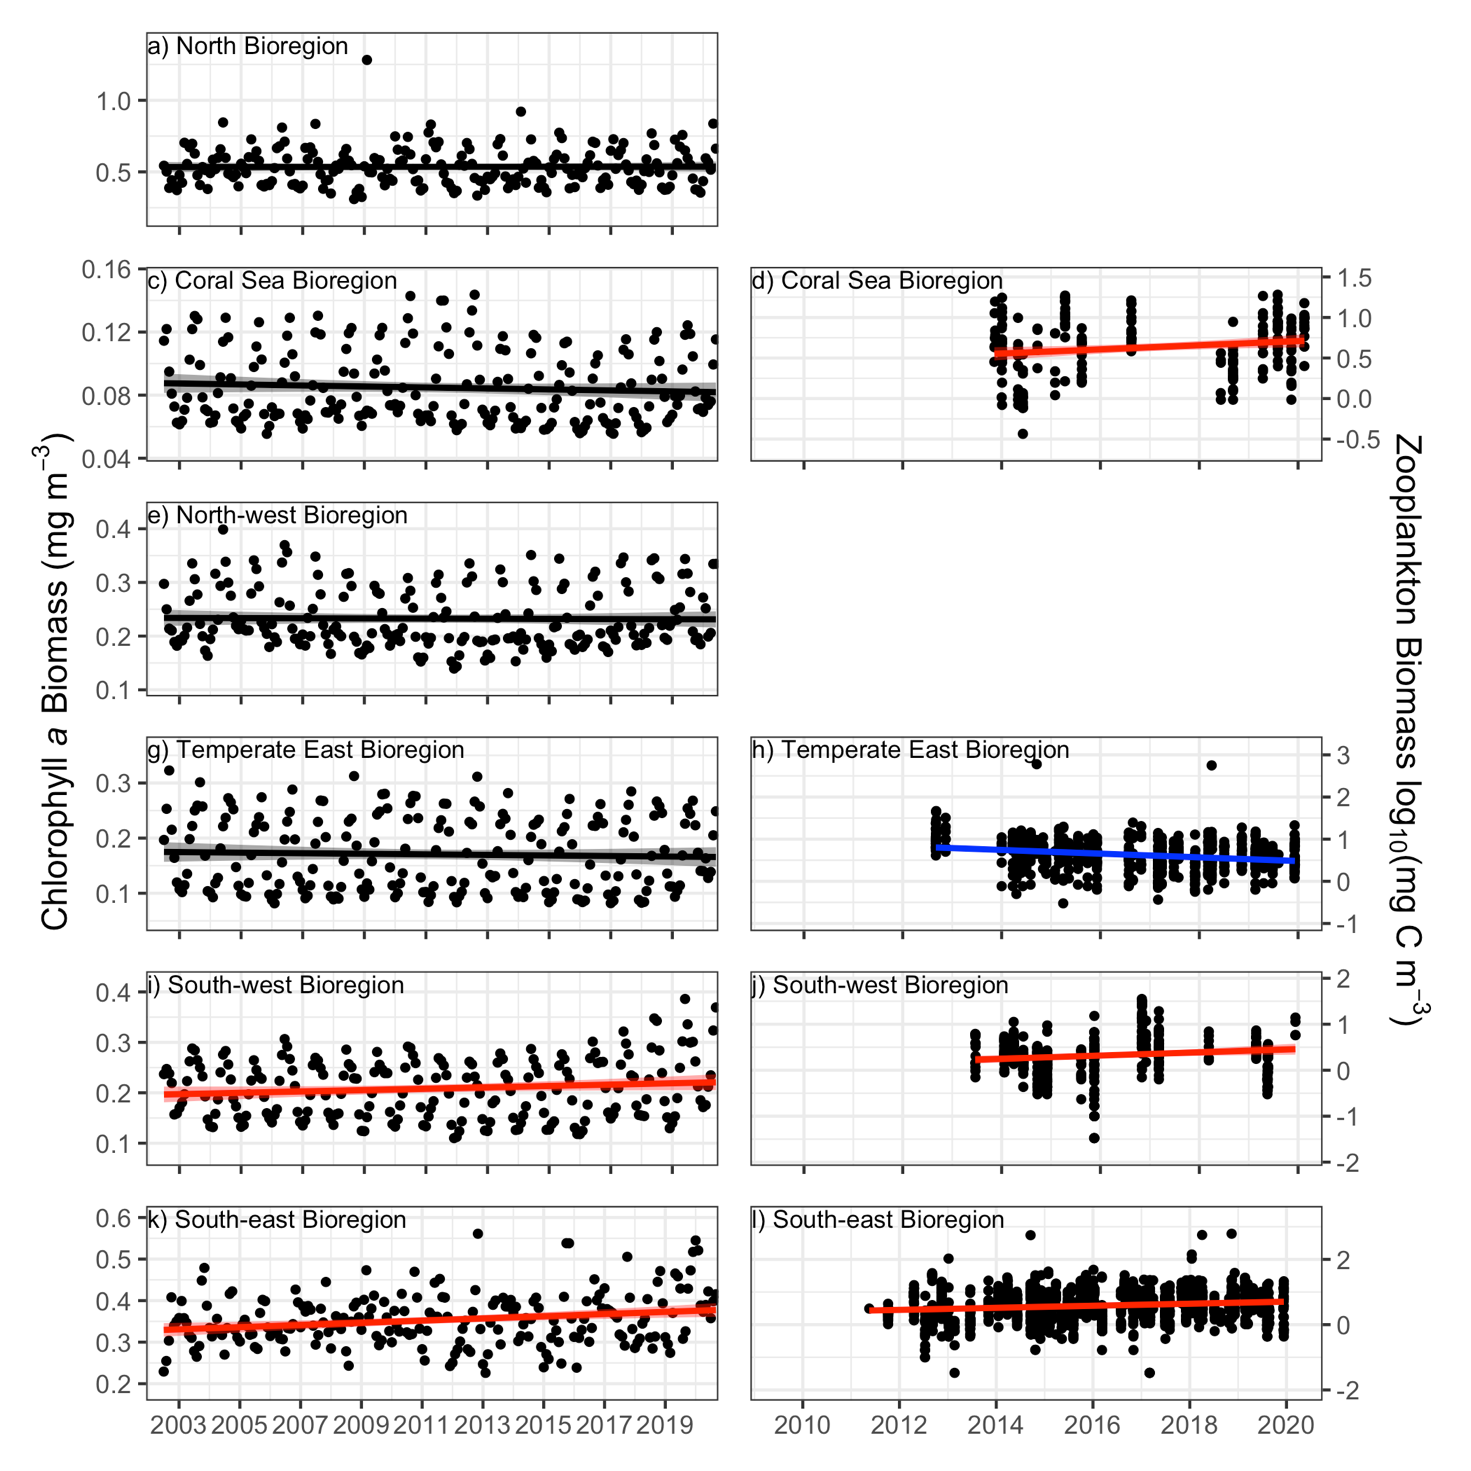 a) North Bioregion
1.0
0.5
c) Coral Sea Bioregion
0.16
0.12
0.08
0.04
d) Coral Sea Bioregion
1.5
1.0
0.5
0.0
-0.5
e) North-west Bioregion
0.4
0.3
0.2
0.1
g) Temperate East Bioregion
0.3
0.2
0.1
h) Temperate East Bioregion
3
2
1
0
-1
i) South-west Bioregion
0.4
0.3
0.2
0.1
j) South-west Bioregion
2
1
0
-1
-2
k) South-east Bioregion
0.6
0.5
0.4
0.3
0.2
l) South-east Bioregion
2
0
-2
2003 2005 2007 2009 2011 2013 2015 2017 2019
2010 2012 2014 2016 2018 2020
Chlorophyll a Biomass (mg m⁻³)
Zooplankton Biomass log₁₀(mg C m⁻³)